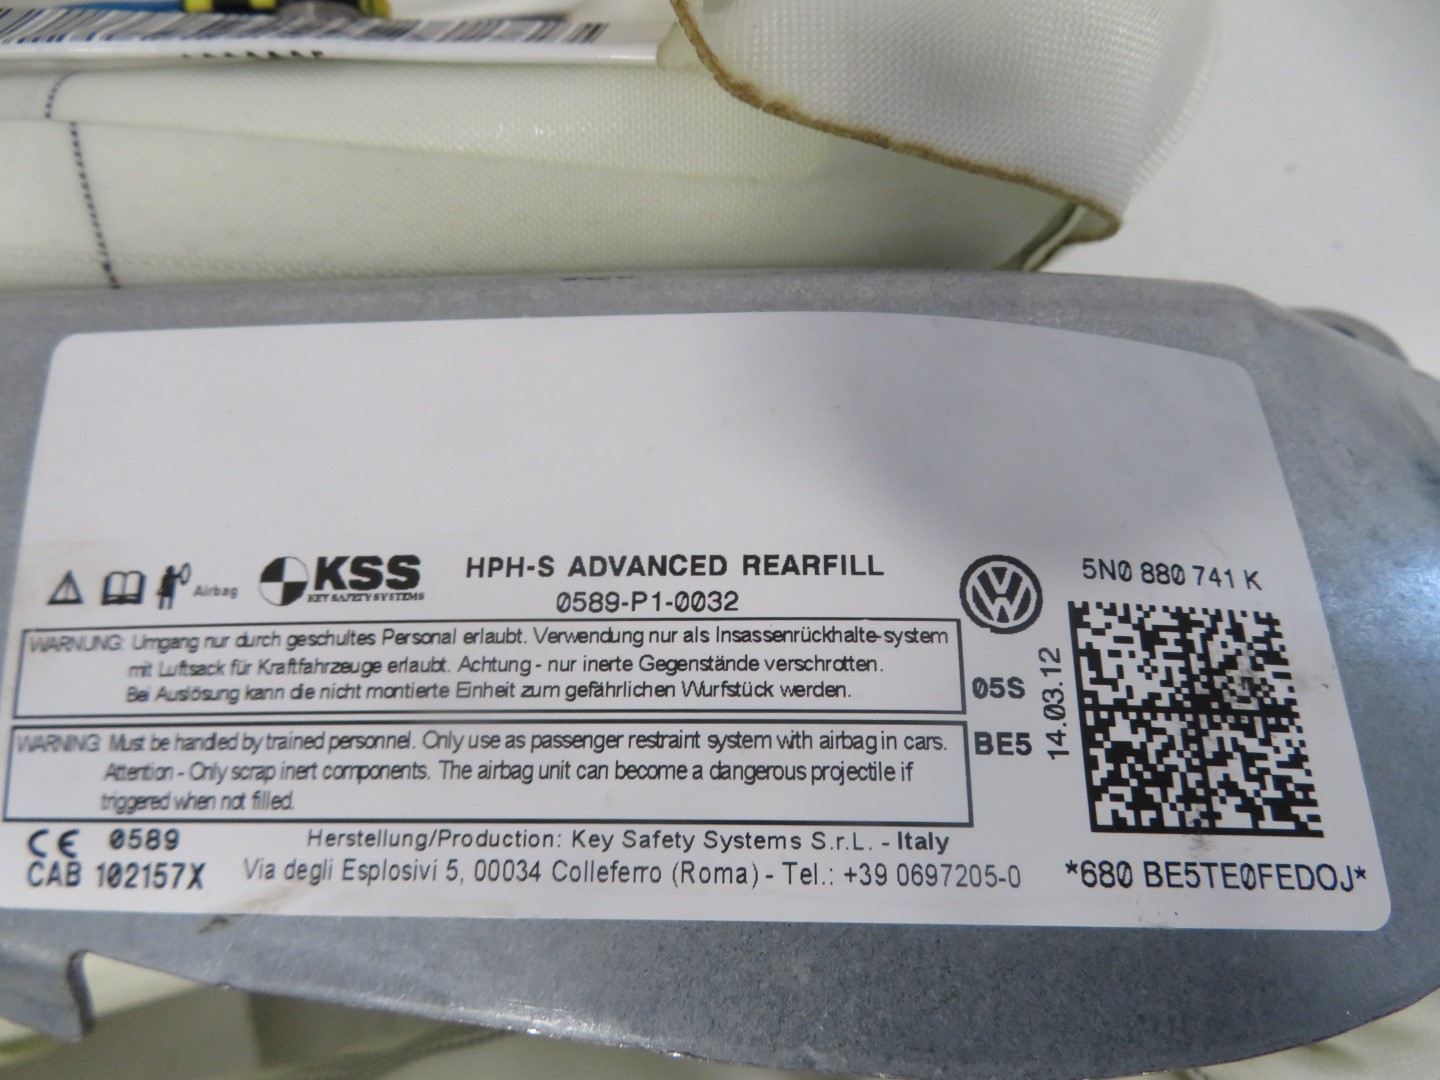 Airbag
KSS
KEY SAFETY SYSTEMS
HPH-S ADVANCED REARFILL
0589-P1-0032
5N0 880 741 K
WARNUNG: Umgang nur durch geschultes Personal erlaubt. Verwendung nur als Insassenrückhalte-system
mit Luftsack für Kraftfahrzeuge erlaubt. Achtung - nur inerte Gegenstände verschrotten.
Bei Auslösung kann die nicht montierte Einheit zum gefährlichen Wurfstück werden.
05S
14.03.12
WARNING: Must be handled by trained personnel. Only use as passenger restraint system with airbag in cars.
Attention - Only scrap inert components. The airbag unit can become a dangerous projectile if
triggered when not filled.
BE5
CE 0589
CAB 102157X
Herstellung/Production: Key Safety Systems S.r.L. - Italy
Via degli Esplosivi 5, 00034 Colleferro (Roma) - Tel.: +39 0697205-0
*680 BE5TE0FEDOJ*